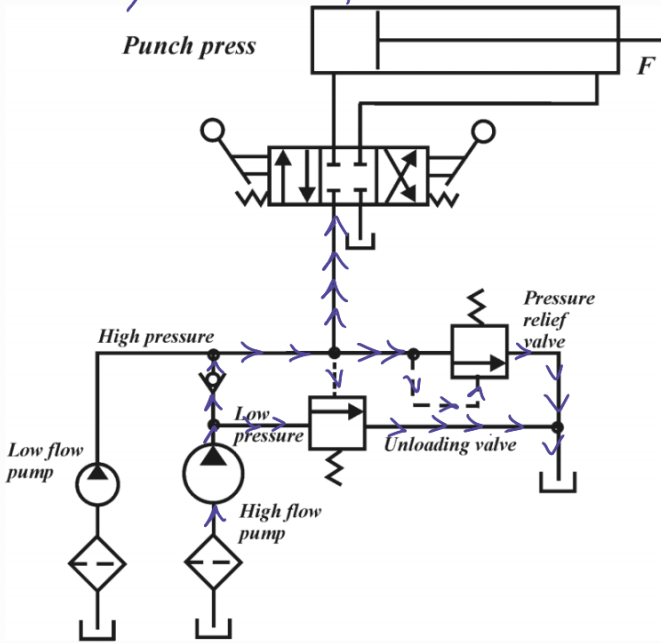 Punch press
F
Pressure
relief
valve
High pressure
Low
pressure
Unloading valve
Low flow
pump
High flow
pump